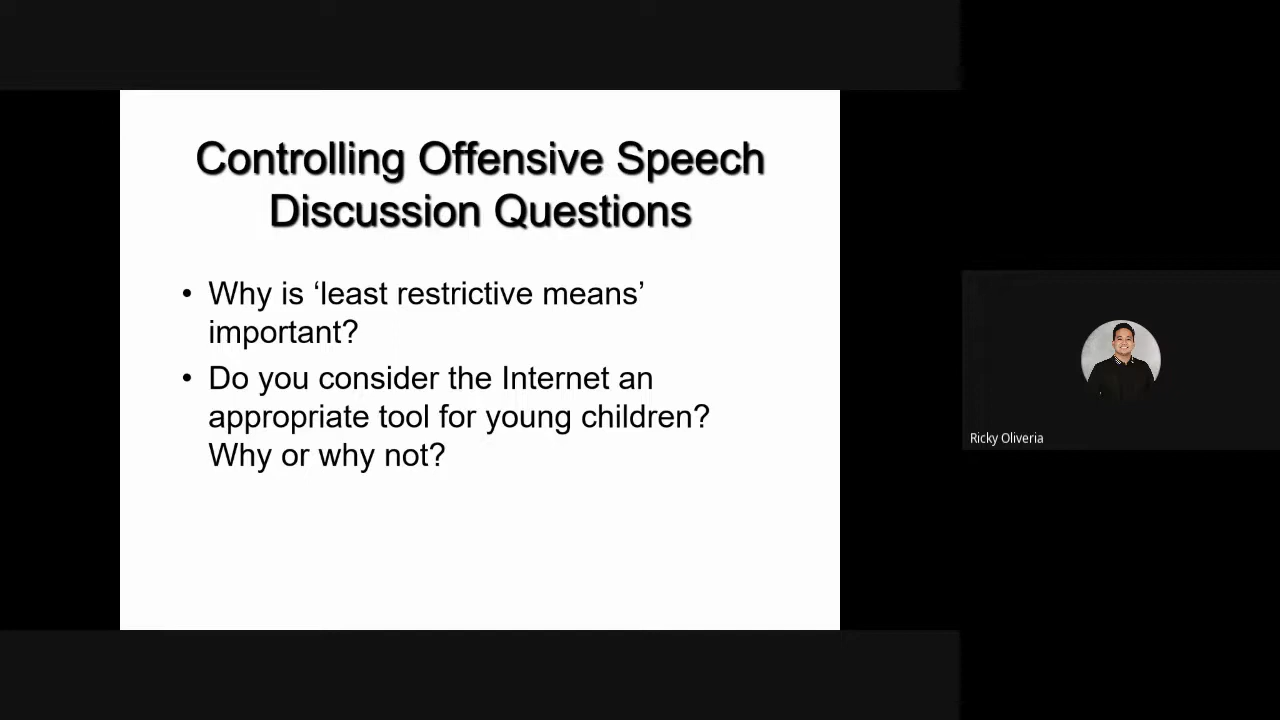 Controlling Offensive Speech
Discussion Questions
• Why is ‘least restrictive means’
important?
• Do you consider the Internet an
appropriate tool for young children?
Why or why not?
Ricky Oliveria